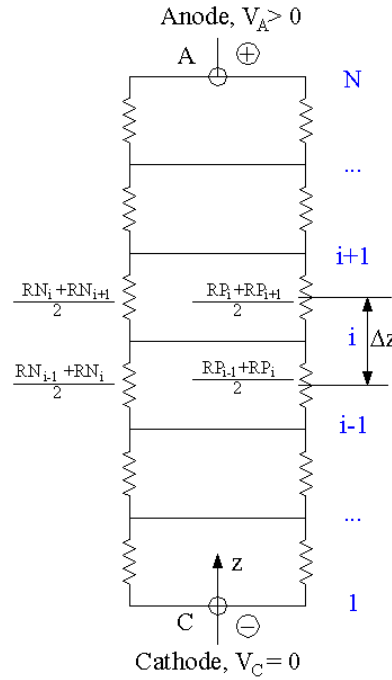 Anode, V_A > 0
A +
N
...
i+1
RN_i+RN_{i+1} / 2 RP_i+RP_{i+1} / 2
i Δz
RN_{i-1}+RN_i / 2 RP_{i-1}+RP_i / 2
i-1
...
z
1
C −
Cathode, V_C = 0